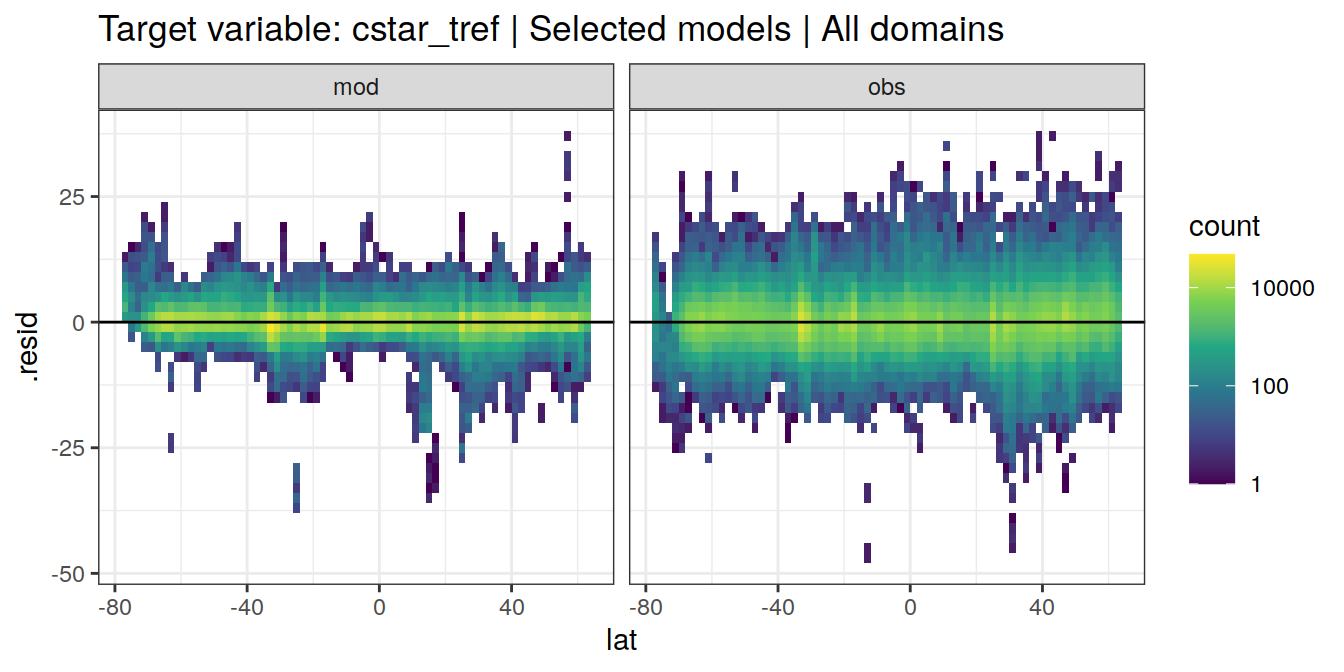 Target variable: cstar_tref | Selected models | All domains
mod
obs
.resid
25
0
-25
-50
-80
-40
0
40
-80
-40
0
40
lat
count
10000
100
1